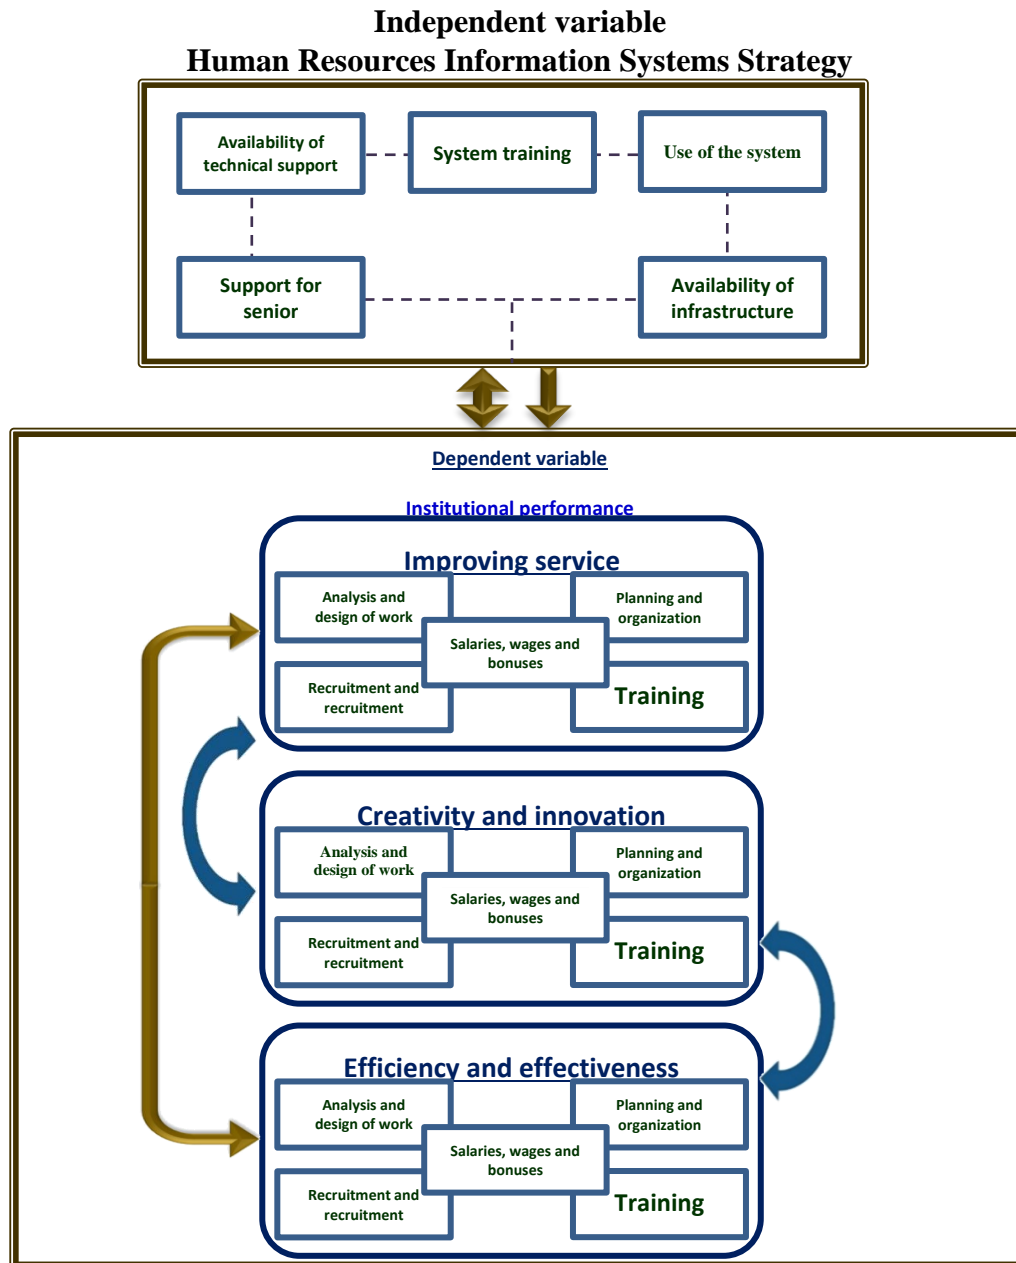 Independent variable
Human Resources Information Systems Strategy
Availability of
technical support
System training
Use of the system
Support for
senior
Availability of
infrastructure
Dependent variable
Institutional performance
Improving service
Analysis and
design of work
Planning and
organization
Salaries, wages and
bonuses
Recruitment and
recruitment
Training
Creativity and innovation
Analysis and
design of work
Planning and
organization
Salaries, wages and
bonuses
Recruitment and
recruitment
Training
Efficiency and effectiveness
Analysis and
design of work
Planning and
organization
Salaries, wages and
bonuses
Recruitment and
recruitment
Training